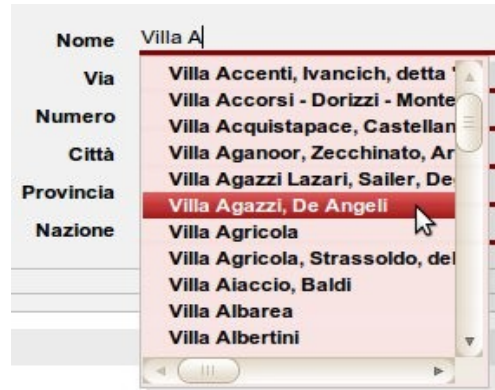 Nome Villa A
Via
Numero
Città
Provincia
Nazione
Villa Accenti, Ivancich, detta
Villa Accorsi - Dorizzi - Monte
Villa Acquistapace, Castellan
Villa Aganoor, Zecchinato, Ar
Villa Agazzi Lazari, Sailer, De
Villa Agazzi, De Angeli
Villa Agricola
Villa Agricola, Strassoldo, del
Villa Aiaccio, Baldi
Villa Albarea
Villa Albertini